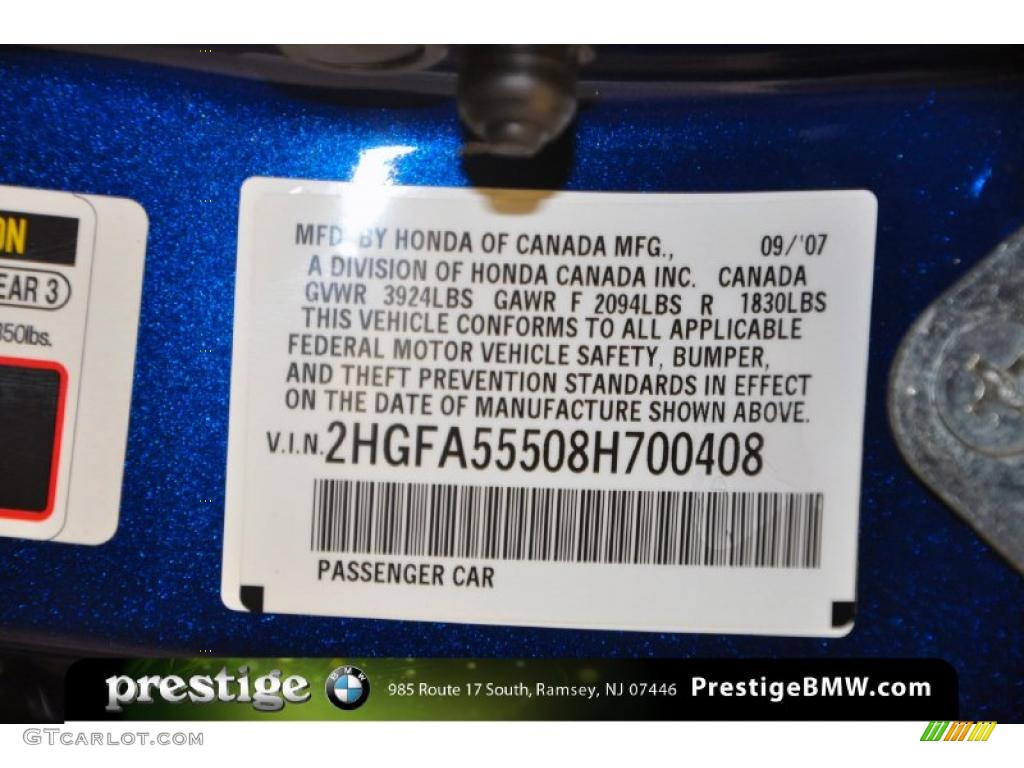 ON
EAR 3
350lbs.
MFD. BY HONDA OF CANADA MFG., 09/'07
A DIVISION OF HONDA CANADA INC. CANADA
GVWR 3924LBS GAWR F 2094LBS R 1830LBS
THIS VEHICLE CONFORMS TO ALL APPLICABLE
FEDERAL MOTOR VEHICLE SAFETY, BUMPER,
AND THEFT PREVENTION STANDARDS IN EFFECT
ON THE DATE OF MANUFACTURE SHOWN ABOVE.
V.I.N. 2HGFA55508H700408
PASSENGER CAR
prestige BMW 985 Route 17 South, Ramsey, NJ 07446 PrestigeBMW.com
GTCARLOT.COM